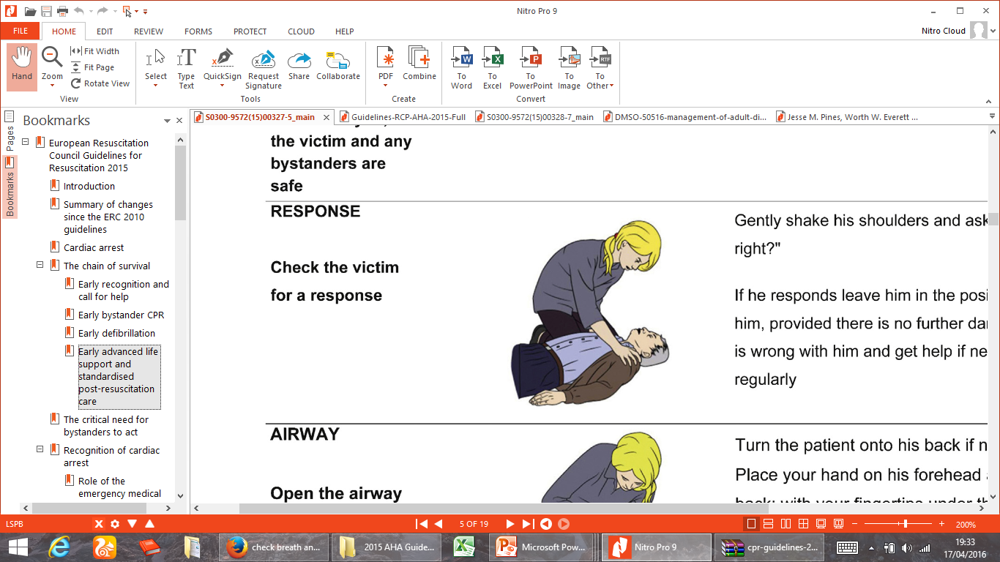 Nitro Pro 9
FILE HOME EDIT REVIEW FORMS PROTECT CLOUD HELP
Nitro Cloud
Hand
Zoom
Fit Width
Fit Page
Rotate View
View
Select
Type Text
QuickSign
Request Signature
Share
Collaborate
Tools
PDF
Combine
Create
To Word
To Excel
To PowerPoint
To Image
To Other
Convert
Pages
Bookmarks
Bookmarks
S0300-9572(15)00327-5_main
Guidelines-RCP-AHA-2015-Full
S0300-9572(15)00328-7_main
DMSO-50516-management-of-adult-di...
Jesse M. Pines, Worth W. Everett ...
European Resuscitation
Council Guidelines for
Resuscitation 2015
Introduction
Summary of changes
since the ERC 2010
guidelines
Cardiac arrest
The chain of survival
Early recognition and
call for help
Early bystander CPR
Early defibrillation
Early advanced life
support and
standardised
post-resuscitation
care
The critical need for
bystanders to act
Recognition of cardiac
arrest
Role of the
emergency medical
the victim and any
bystanders are
safe
RESPONSE
Check the victim
for a response
Gently shake his shoulders and ask
right?"
If he responds leave him in the posi
him, provided there is no further da
is wrong with him and get help if ne
regularly
AIRWAY
Open the airway
Turn the patient onto his back if n
Place your hand on his forehead
back; with your fingertips under th
LSPB
5 OF 19
200%
check breath an...
2015 AHA Guide...
Microsoft Pow...
Nitro Pro 9
cpr-guidelines-2...
19:33
17/04/2016